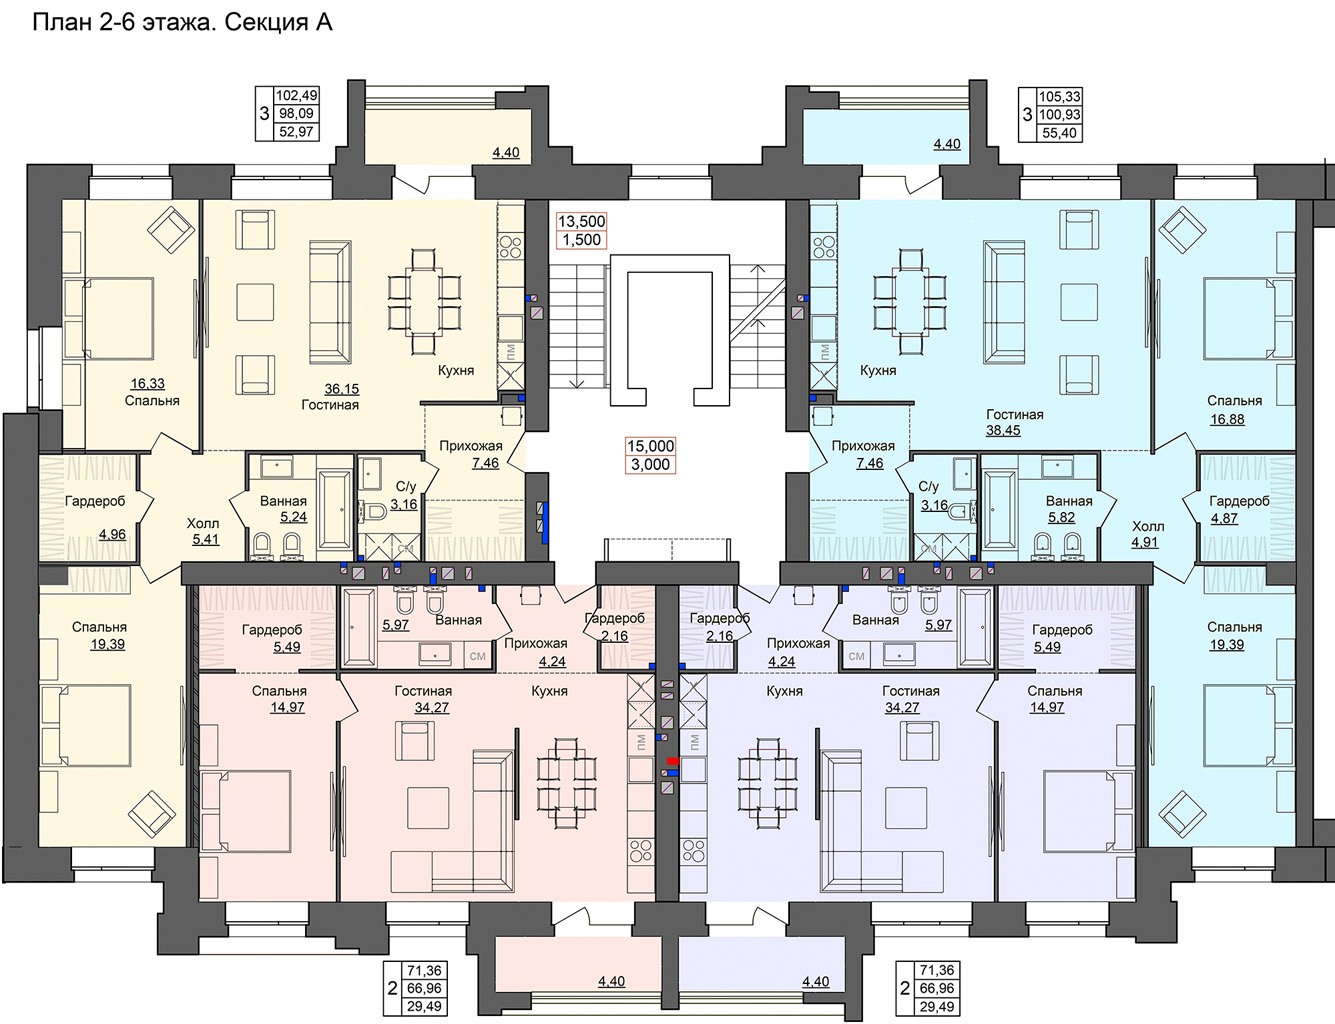 План 2-6 этажа. Секция А
3
102,49
98,09
52,97
4,40
3
105,33
100,93
55,40
4,40
13,500
1,500
15,000
3,000
16,33
Спальня
36,15
Гостиная
Кухня
ПМ
Прихожая
7,46
Гардероб
4,96
Холл
5,41
Ванная
5,24
С/у
3,16
СМ
Спальня
19,39
Кухня
ПМ
Гостиная
38,45
Спальня
16,88
Прихожая
7,46
С/у
3,16
СМ
Ванная
5,82
Холл
4,91
Гардероб
4,87
Спальня
19,39
Гардероб
5,49
5,97
Ванная
СМ
Прихожая
4,24
Гардероб
2,16
Спальня
14,97
Гостиная
34,27
Кухня
ПМ
4,40
Гардероб
2,16
Прихожая
4,24
Ванная
5,97
СМ
Гардероб
5,49
Кухня
ПМ
Гостиная
34,27
Спальня
14,97
4,40
2
71,36
66,96
29,49
2
71,36
66,96
29,49